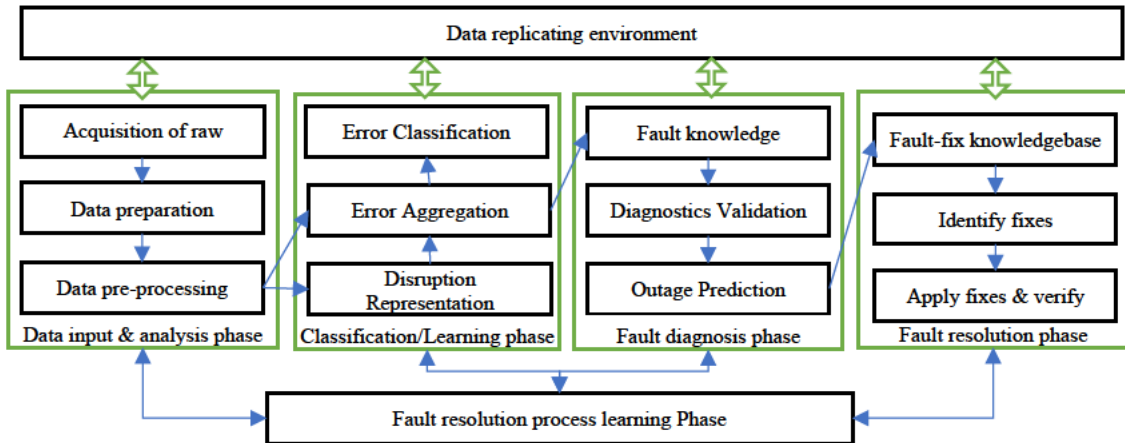 Data replicating environment
Acquisition of raw
Data preparation
Data pre-processing
Data input & analysis phase
Error Classification
Error Aggregation
Disruption
Representation
Classification/Learning phase
Fault knowledge
Diagnostics Validation
Outage Prediction
Fault diagnosis phase
Fault-fix knowledgebase
Identify fixes
Apply fixes & verify
Fault resolution phase
Fault resolution process learning Phase